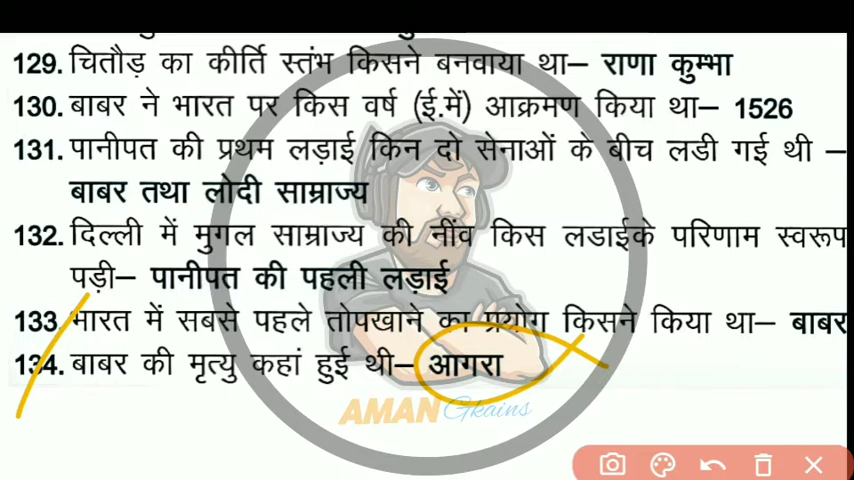 129. चितौड़ का कीर्ति स्तंभ किसने बनवाया था– राणा कुम्भा
130. बाबर ने भारत पर किस वर्ष (ई.में) आक्रमण किया था– 1526
131. पानीपत की प्रथम लड़ाई किन दो सेनाओं के बीच लडी गई थी –
बाबर तथा लोदी साम्राज्य
132. दिल्ली में मुगल साम्राज्य की नींव किस लडाईके परिणाम स्वरूप
पड़ी– पानीपत की पहली लड़ाई
133. भारत में सबसे पहले तोपखाने का प्रयोग किसने किया था– बाबर
134. बाबर की मृत्यु कहां हुई थी– आगरा
AMAN Gkains